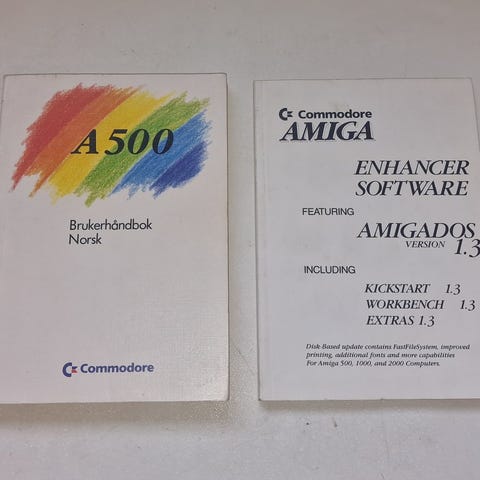 A500
Brukerhåndbok
Norsk
Commodore
Commodore
AMIGA
ENHANCER
SOFTWARE
FEATURING
AMIGADOS
VERSION 1.3
INCLUDING
KICKSTART 1.3
WORKBENCH 1.3
EXTRAS 1.3
Disk-Based update contains FastFileSystem, improved
printing, additional fonts and more capabilities
For Amiga 500, 1000, and 2000 Computers.